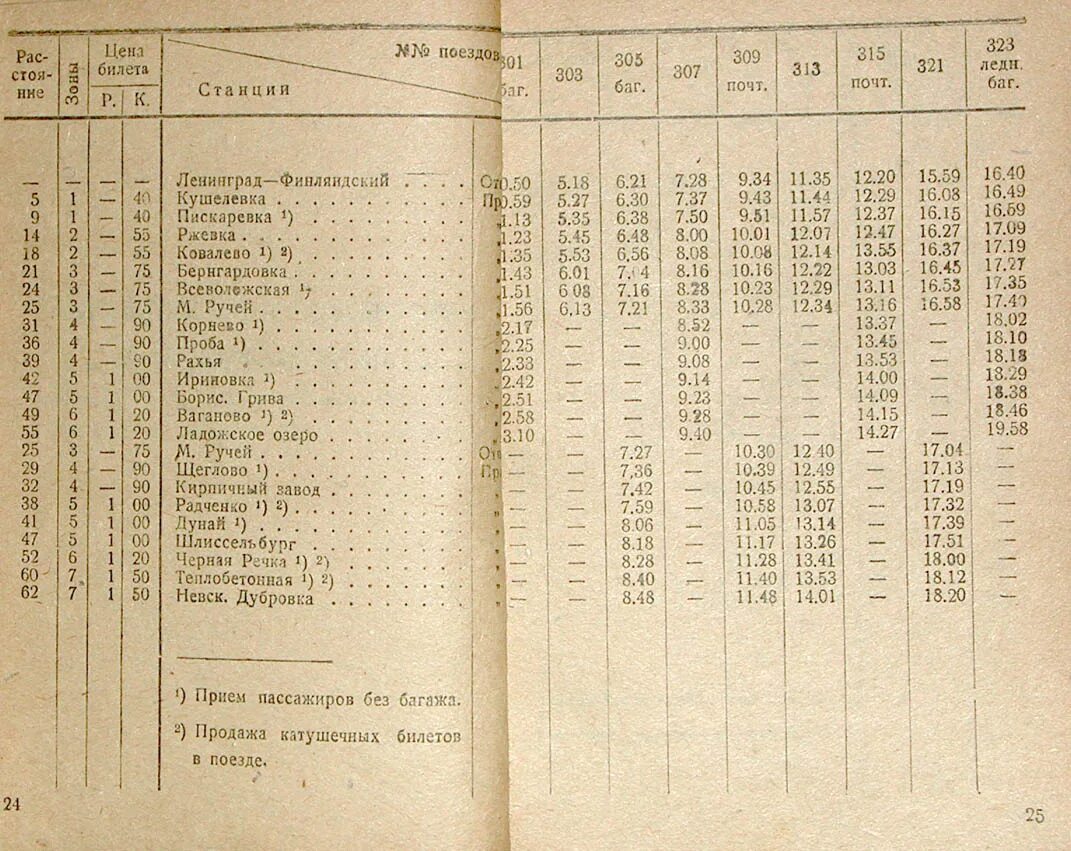 Рас-стоя-ние Зоны Цена билета Р. К. №№ поездов Станции 301 баг. 303 305 баг. 307 309 почт. 313 315 почт. 321 323 ледн. баг.
— — — — Ленинград—Финляндский От 0.50 5.18 6.21 7.28 9.34 11.35 12.20 15.59 16.40
5 1 — 40 Кушелевка Пр 0.59 5.27 6.30 7.37 9.43 11.44 12.29 16.08 16.49
9 1 — 40 Пискаревка ¹) „ 1.13 5.35 6.38 7.50 9.51 11.57 12.37 16.15 16.59
14 2 — 55 Ржевка „ 1.23 5.45 6.48 8.00 10.01 12.07 12.47 16.27 17.09
18 2 — 55 Ковалево ¹) ²) „ 1.35 5.53 6,56 8.08 10.08 12.14 13.55 16.37 17.19
21 3 — 75 Бернгардовка „ 1.43 6.01 7.04 8.16 10.16 12.22 13.03 16.45 17.27
24 3 — 75 Всеволожская ¹) „ 1.51 6 08 7.16 8.28 10.23 12.29 13.11 16.53 17.35
25 3 — 75 М. Ручей „ 1.56 6.13 7.21 8.33 10.28 12.34 13.16 16.58 17.40
31 4 — 90 Корнево ¹) „ 2.17 — — 8.52 — — 13.37 — 18.02
36 4 — 90 Проба ¹) „ 2.25 — — 9.00 — — 13.45 — 18.10
39 4 — 90 Рахья „ 2.33 — — 9.08 — — 13.53 — 18.18
42 5 1 00 Ириновка ¹) „ 2.42 — — 9.14 — — 14.00 — 18.29
47 5 1 00 Борис. Грива „ 2.51 — — 9.23 — — 14.09 — 18.38
49 6 1 20 Ваганово ¹) ²) „ 2.58 — — 9.28 — — 14.15 — 18.46
55 6 1 20 Ладожское озеро „ 3.10 — — 9.40 — — 14.27 — 19.58
25 3 — 75 М. Ручей От — — 7.27 — 10.30 12 40 — 17.04 —
29 4 — 90 Щеглово ¹) Пр — — 7,36 — 10.39 12.49 — 17.13 —
32 4 — 90 Кирпичный завод „ — — 7.42 — 10.45 12.55 — 17.19 —
38 5 1 00 Радченко ¹) ²) „ — — 7.59 — 10.58 13.07 — 17.32 —
41 5 1 00 Дунай ¹) „ — — 8.06 — 11.05 13.14 — 17.39 —
47 5 1 00 Шлиссельбург „ — — 8.18 — 11.17 13.26 — 17.51 —
52 6 1 20 Черная Речка ¹) ²) „ — — 8.28 — 11.28 13.41 — 18.00 —
60 7 1 50 Теплобетонная ¹) ²) „ — — 8.40 — 11.40 13.53 — 18.12 —
62 7 1 50 Невск. Дубровка „ — — 8.48 — 11.48 14.01 — 18.20 —
¹) Прием пассажиров без багажа.
²) Продажа катушечных билетов
в поезде.
24
25